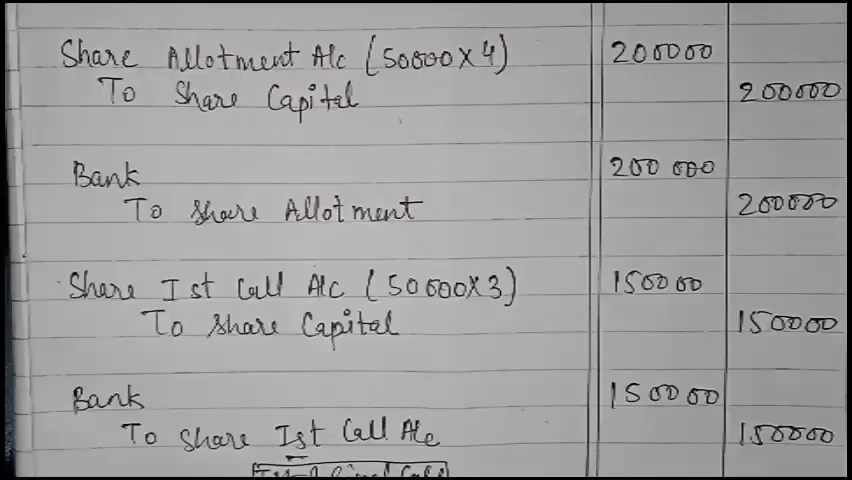 Share Allotment A/c (50000×4) 200000
To Share Capital 200000
Bank 200 000
To Share Allotment 200000
Share Ist Call A/c (50000×3) 150000
To Share Capital 150000
Bank 150000
To Share Ist Call A/c 150000